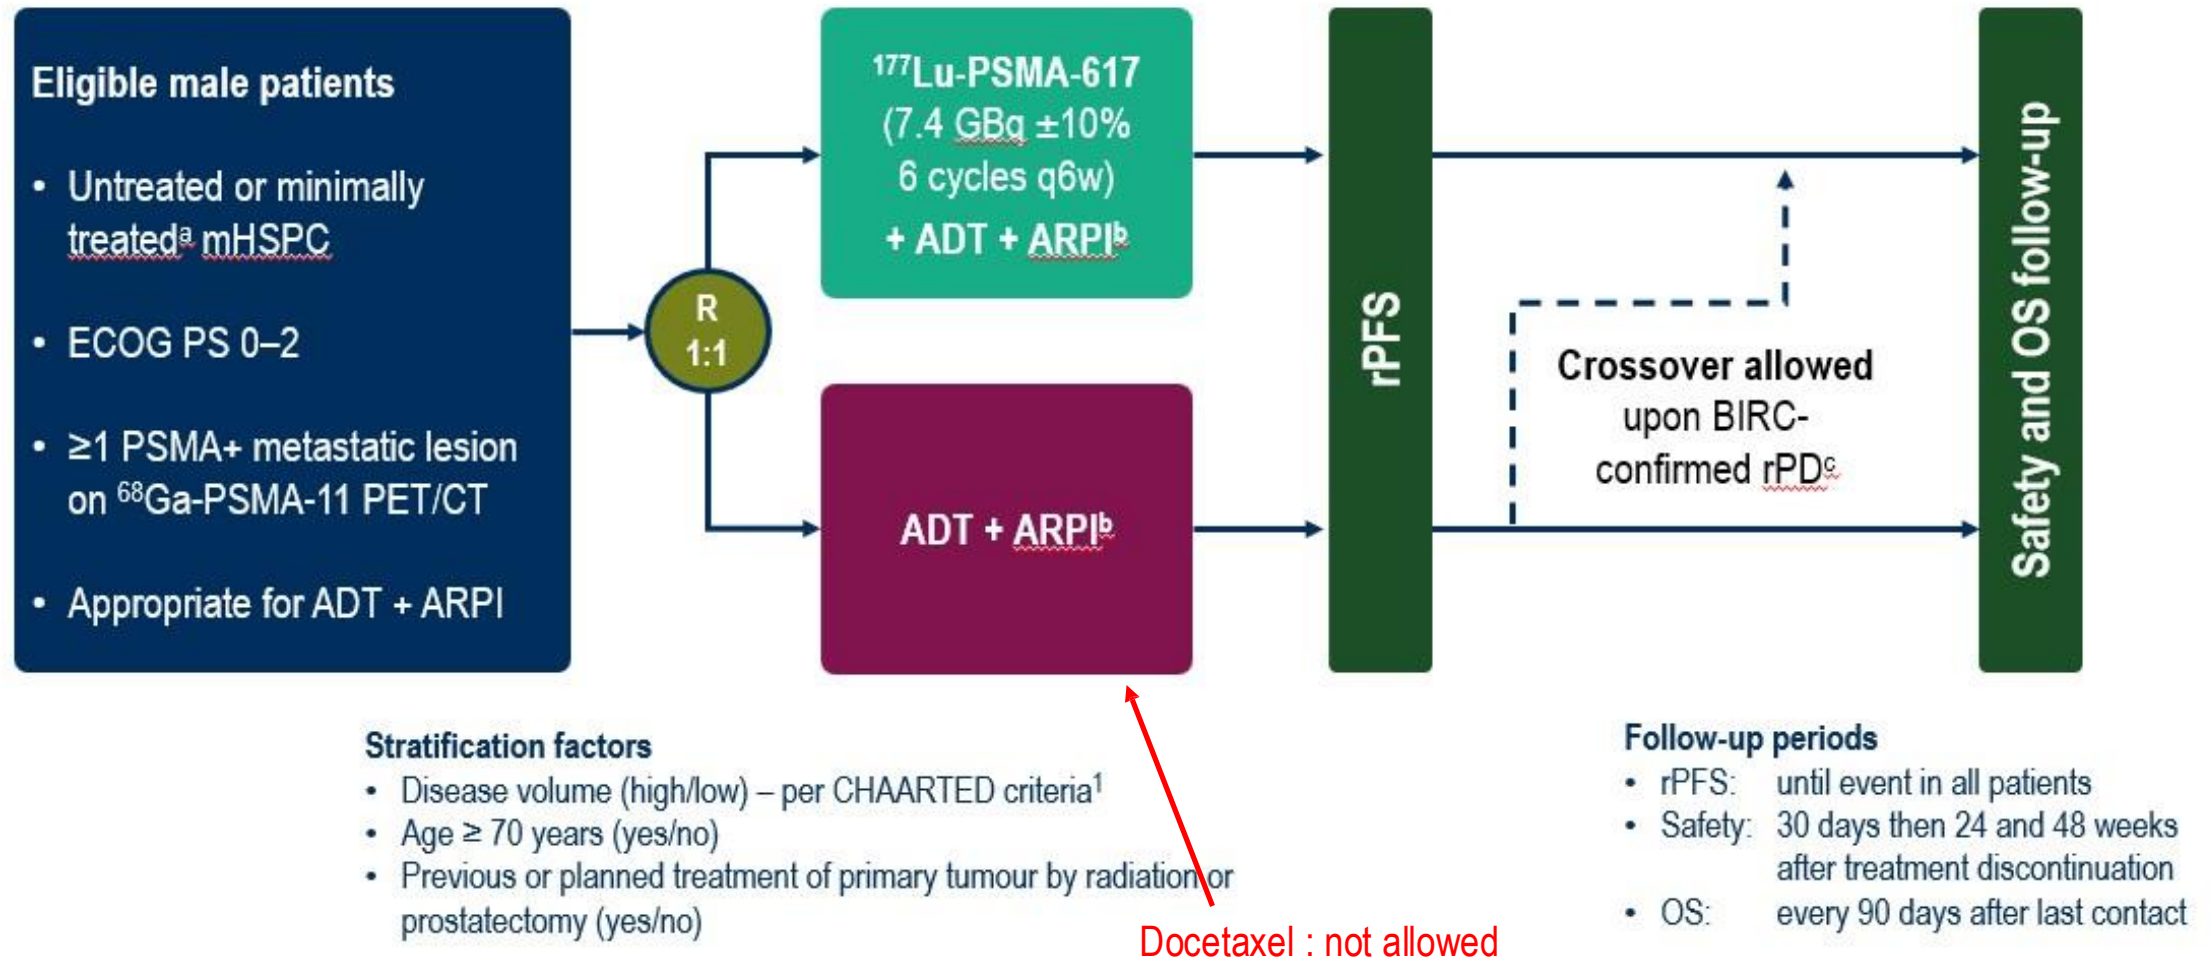 Eligible male patients
• Untreated or minimally
treatedᵃ mHSPC
• ECOG PS 0–2
• ≥1 PSMA+ metastatic lesion
on ⁶⁸Ga-PSMA-11 PET/CT
• Appropriate for ADT + ARPI
R
1:1
¹⁷⁷Lu-PSMA-617
(7.4 GBq ±10%
6 cycles q6w)
+ ADT + ARPIᵇ
ADT + ARPIᵇ
rPFS
Crossover allowed
upon BIRC-
confirmed rPDᶜ
Safety and OS follow-up
Stratification factors
• Disease volume (high/low) – per CHAARTED criteria¹
• Age ≥ 70 years (yes/no)
• Previous or planned treatment of primary tumour by radiation or
prostatectomy (yes/no)
Docetaxel : not allowed
Follow-up periods
• rPFS: until event in all patients
• Safety: 30 days then 24 and 48 weeks
after treatment discontinuation
• OS: every 90 days after last contact